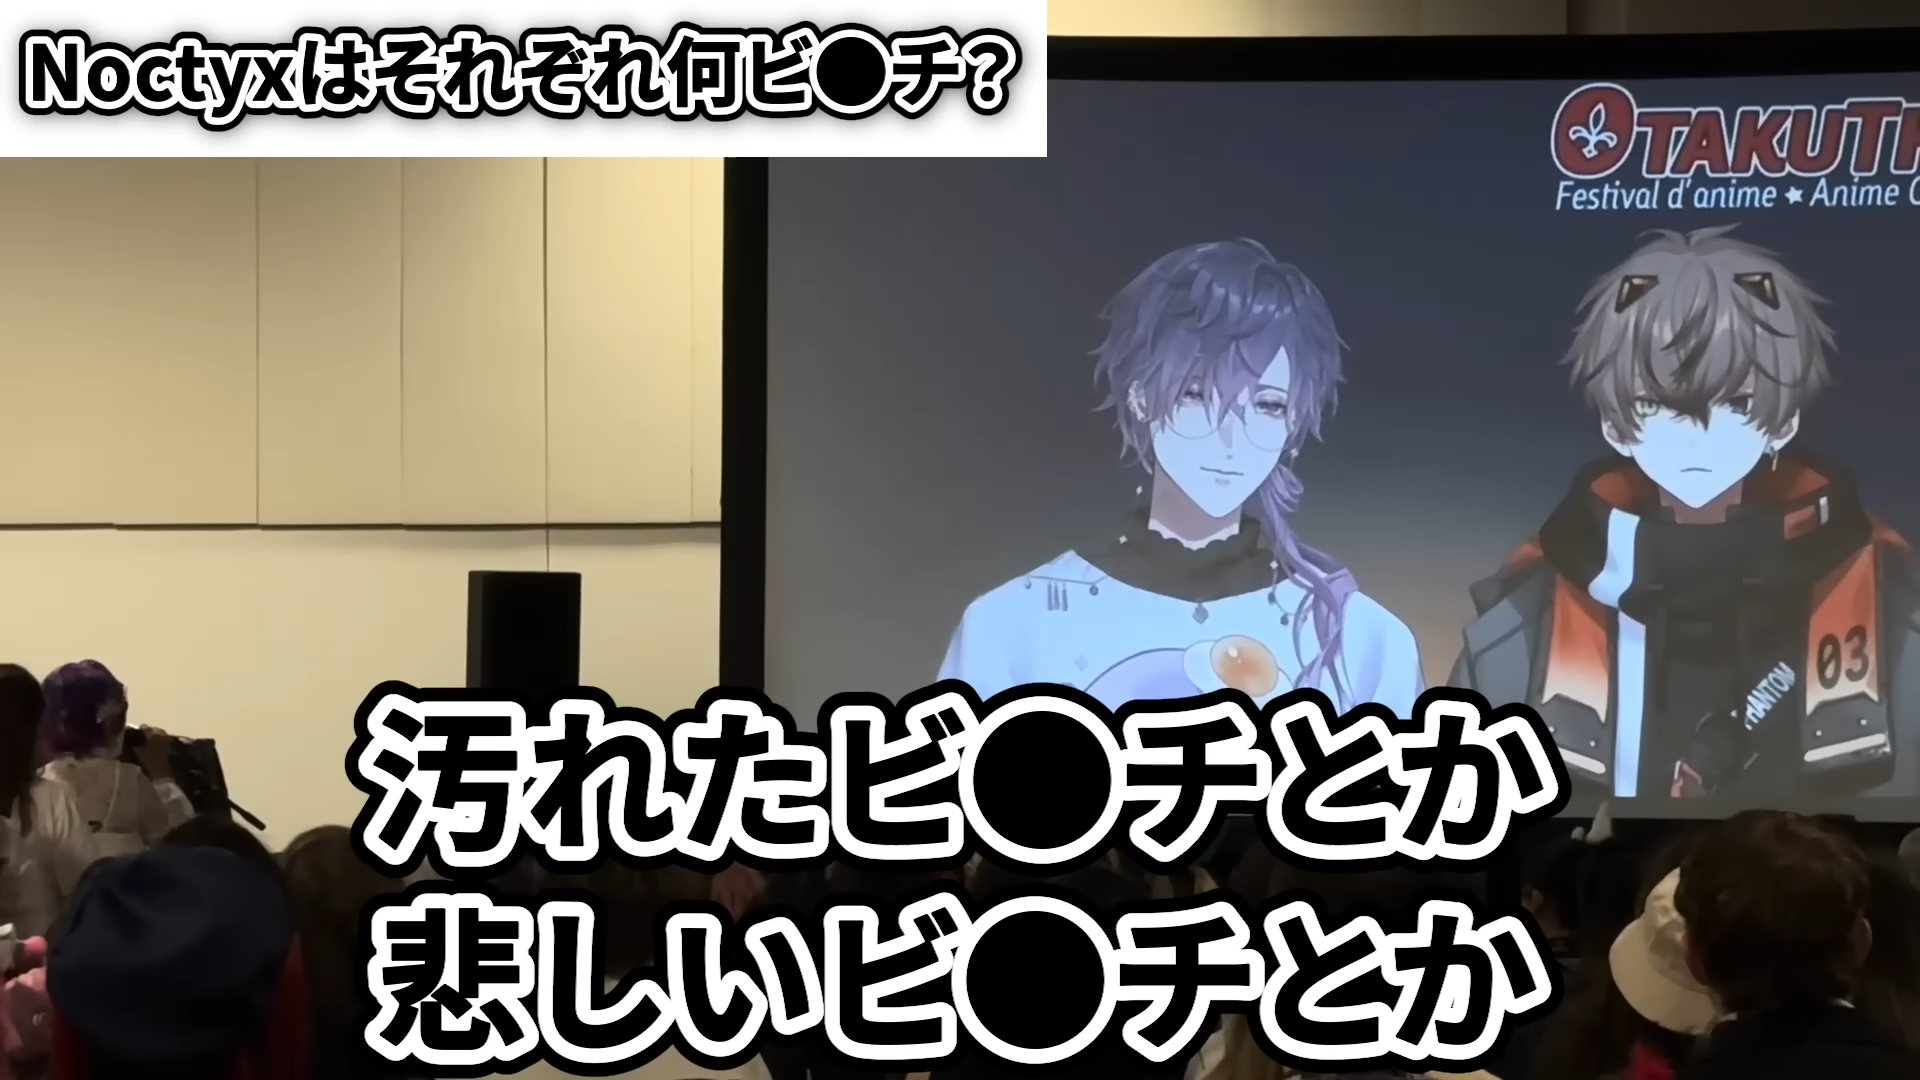 Noctyxはそれぞれ何ビ●チ?
OTAKUTH
Festival d'anime ★ Anime C
03
PHANTOM
汚れたビ●チとか
悲しいビ●チとか